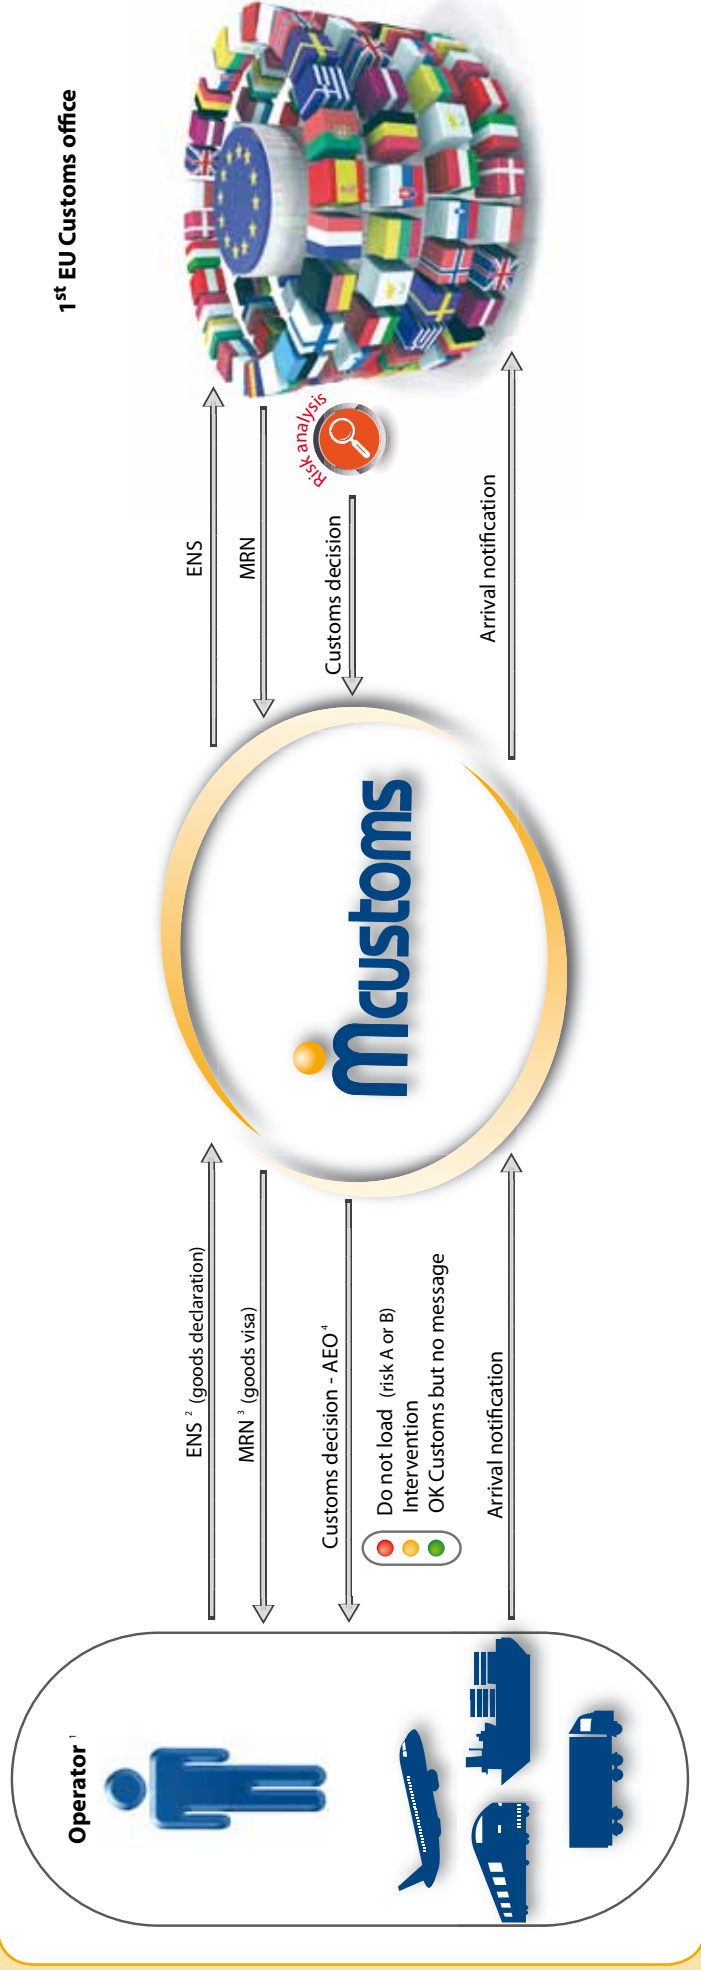 1st EU Customs office
Operator 1
ENS 2 (goods declaration)
MRN 3 (goods visa)
Customs decision - AEO 4
Do not load (risk A or B)
Intervention
OK Customs but no message
Arrival notification
mcustoms
ENS
MRN
Risk analysis
Customs decision
Arrival notification